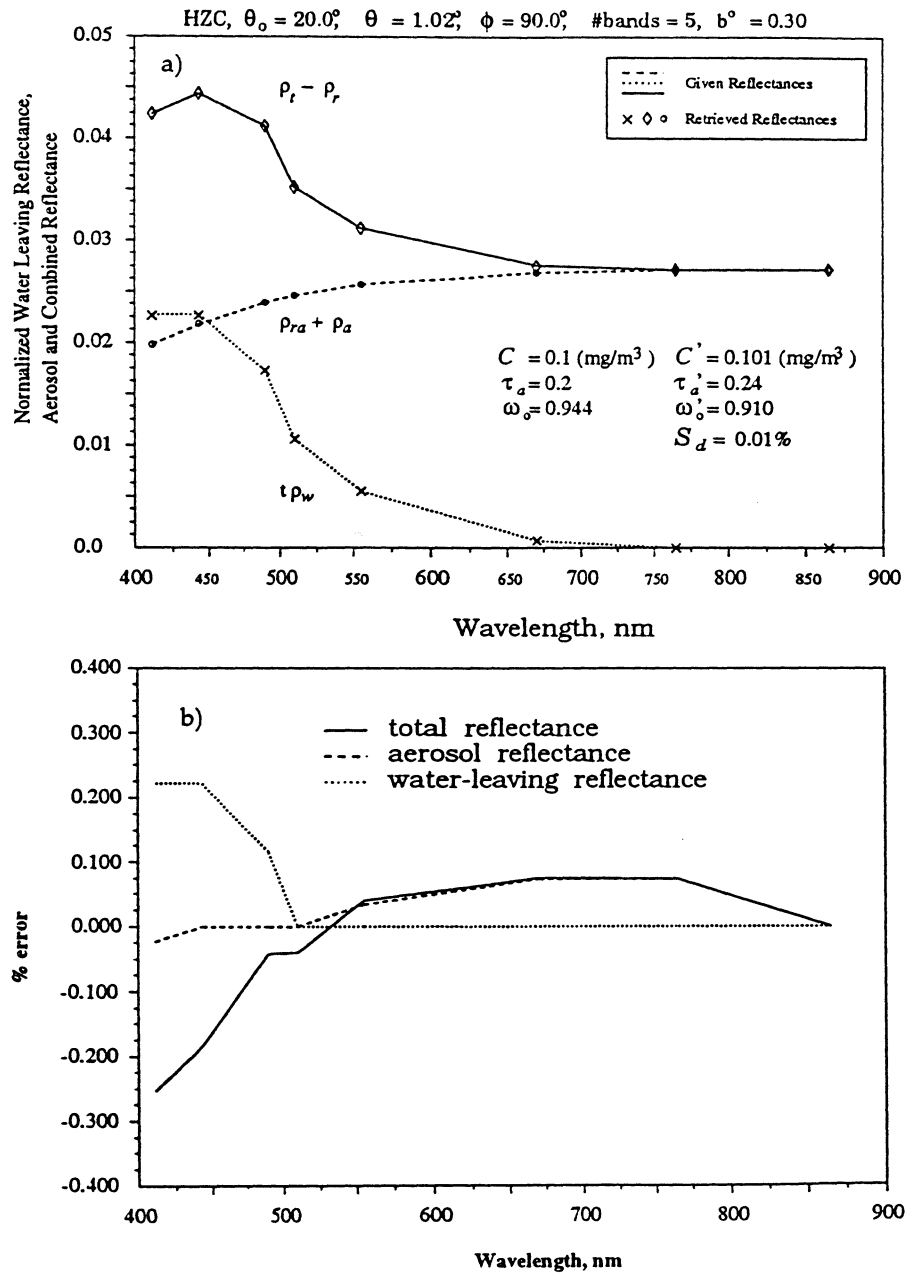 HZC, θo = 20.0°, θ = 1.02°, ϕ = 90.0°, #bands = 5, b° = 0.30
a)
Normalized Water Leaving Reflectance,
Aerosol and Combined Reflectance
0.05
0.04
0.03
0.02
0.01
0.0
ρt − ρr
Given Reflectances
Retrieved Reflectances
ρra + ρa
C = 0.1 (mg/m3) C' = 0.101 (mg/m3)
τa = 0.2 τa' = 0.24
ωo = 0.944 ωo' = 0.910
Sd = 0.01%
tρw
400 450 500 550 600 650 700 750 800 850 900
Wavelength, nm
b)
% error
0.400
0.300
0.200
0.100
0.000
-0.100
-0.200
-0.300
-0.400
total reflectance
aerosol reflectance
water-leaving reflectance
400 500 600 700 800 900
Wavelength, nm